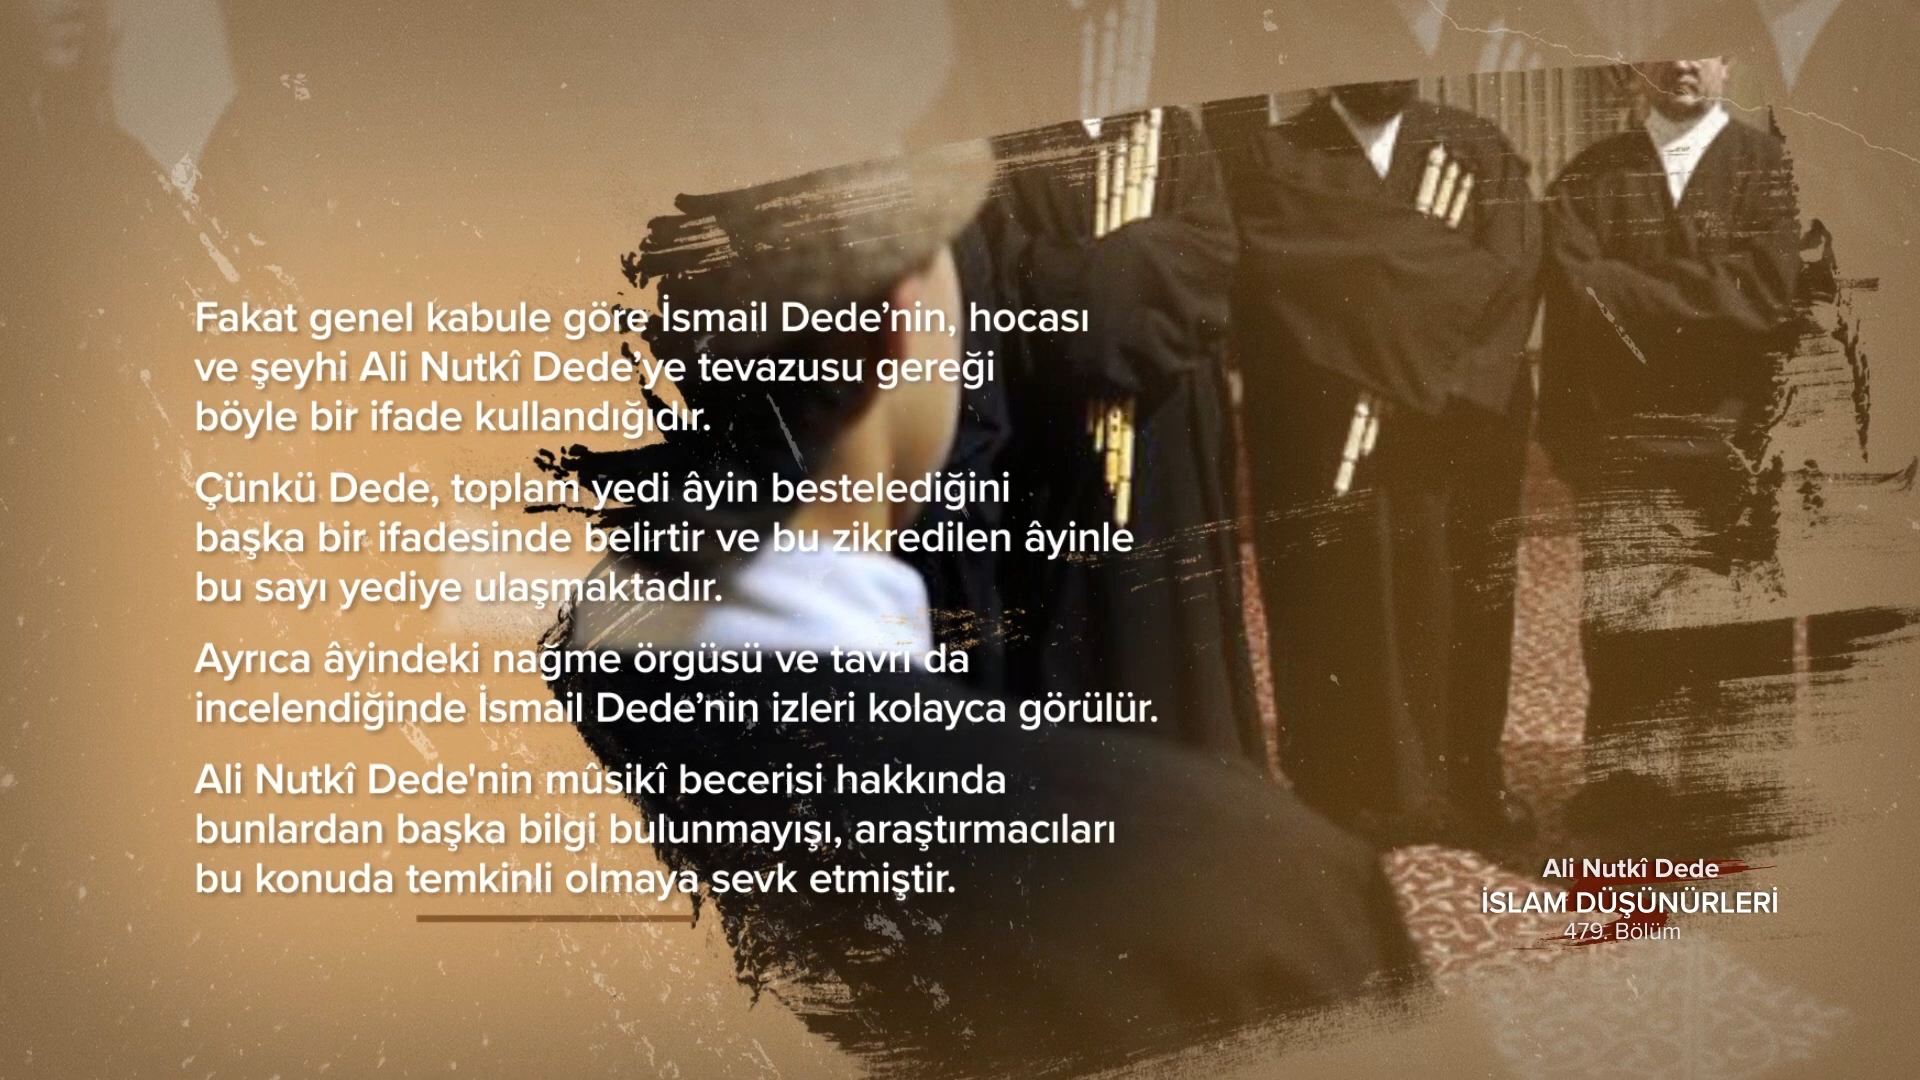 Fakat genel kabule göre İsmail Dede’nin, hocası
ve şeyhi Ali Nutkî Dede’ye tevazusu gereği
böyle bir ifade kullandığıdır.
Çünkü Dede, toplam yedi âyin bestelediğini
başka bir ifadesinde belirtir ve bu zikredilen âyinle
bu sayı yediye ulaşmaktadır.
Ayrıca âyindeki nağme örgüsü ve tavrı da
incelendiğinde İsmail Dede’nin izleri kolayca görülür.
Ali Nutkî Dede'nin mûsikî becerisi hakkında
bunlardan başka bilgi bulunmayışı, araştırmacıları
bu konuda temkinli olmaya sevk etmiştir.
Ali Nutkî Dede
İSLAM DÜŞÜNÜRLERİ
479. Bölüm